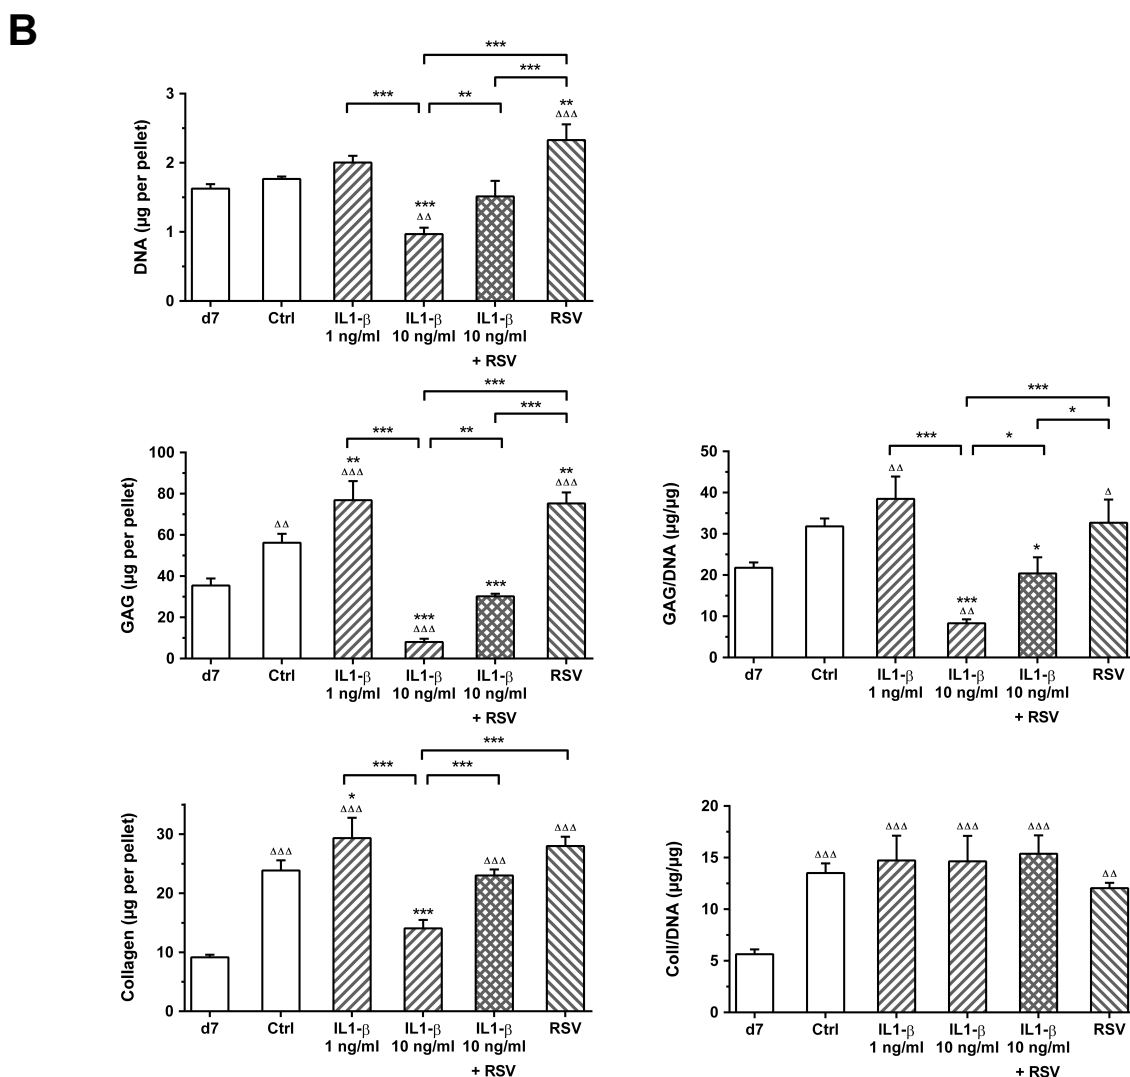 B
***
***
*** **
**
ΔΔΔ
***
ΔΔ
DNA (µg per pellet)
3
2
1
0
d7 Ctrl IL1-β IL1-β IL1-β RSV
1 ng/ml 10 ng/ml 10 ng/ml
+ RSV
***
***
*** **
**
ΔΔΔ
**
ΔΔΔ
ΔΔ
***
***
ΔΔΔ
GAG (µg per pellet)
100
80
60
40
20
0
d7 Ctrl IL1-β IL1-β IL1-β RSV
1 ng/ml 10 ng/ml 10 ng/ml
+ RSV
***
*
*** *
ΔΔ
Δ
*
***
ΔΔ
GAG/DNA (µg/µg)
50
40
30
20
10
0
d7 Ctrl IL1-β IL1-β IL1-β RSV
1 ng/ml 10 ng/ml 10 ng/ml
+ RSV
***
*** ***
*
ΔΔΔ
ΔΔΔ
ΔΔΔ
ΔΔΔ
***
Collagen (µg per pellet)
30
20
10
0
d7 Ctrl IL1-β IL1-β IL1-β RSV
1 ng/ml 10 ng/ml 10 ng/ml
+ RSV
ΔΔΔ ΔΔΔ ΔΔΔ
ΔΔΔ
ΔΔ
Coll/DNA (µg/µg)
20
15
10
5
0
d7 Ctrl IL1-β IL1-β IL1-β RSV
1 ng/ml 10 ng/ml 10 ng/ml
+ RSV